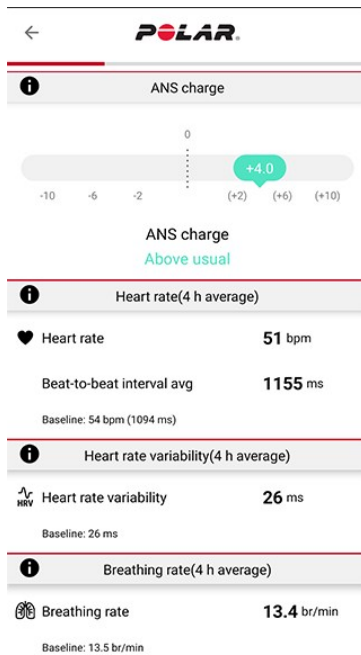 POLAR.
ANS charge
0
+4.0
-10 -6 -2 (+2) (+6) (+10)
ANS charge
Above usual
Heart rate(4 h average)
Heart rate 51 bpm
Beat-to-beat interval avg 1155 ms
Baseline: 54 bpm (1094 ms)
Heart rate variability(4 h average)
HRV Heart rate variability 26 ms
Baseline: 26 ms
Breathing rate(4 h average)
Breathing rate 13.4 br/min
Baseline: 13.5 br/min